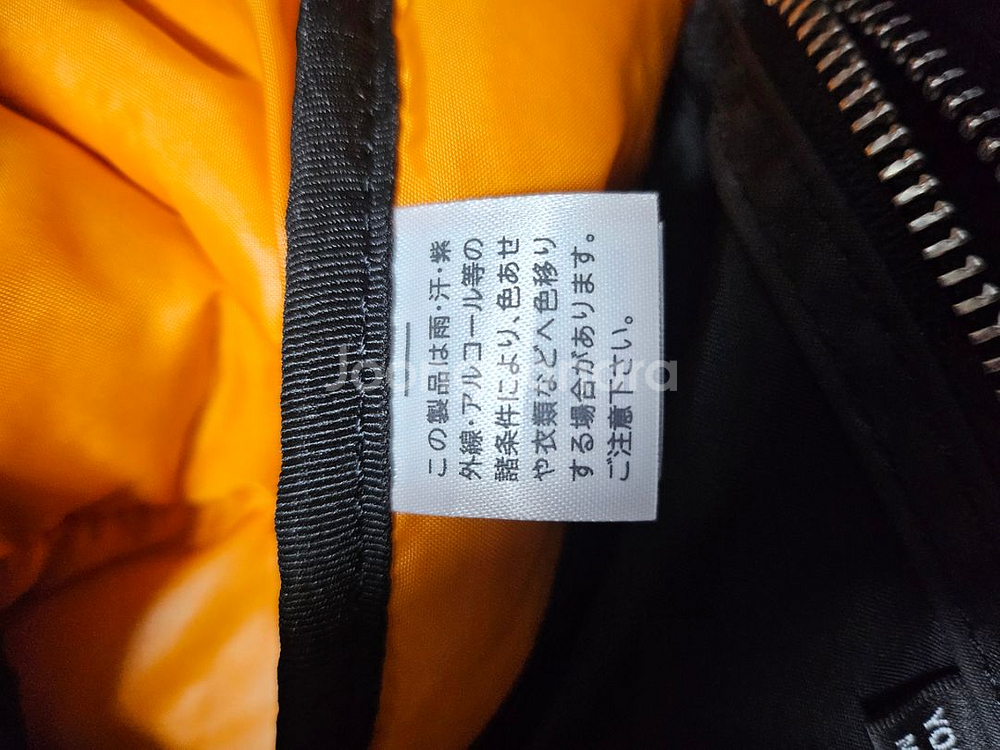 この製品は雨・汗・紫
外線・アルコール等の
諸条件により、色あせ
や衣類などへ色移り
する場合があります。
ご注意下さい。
YO